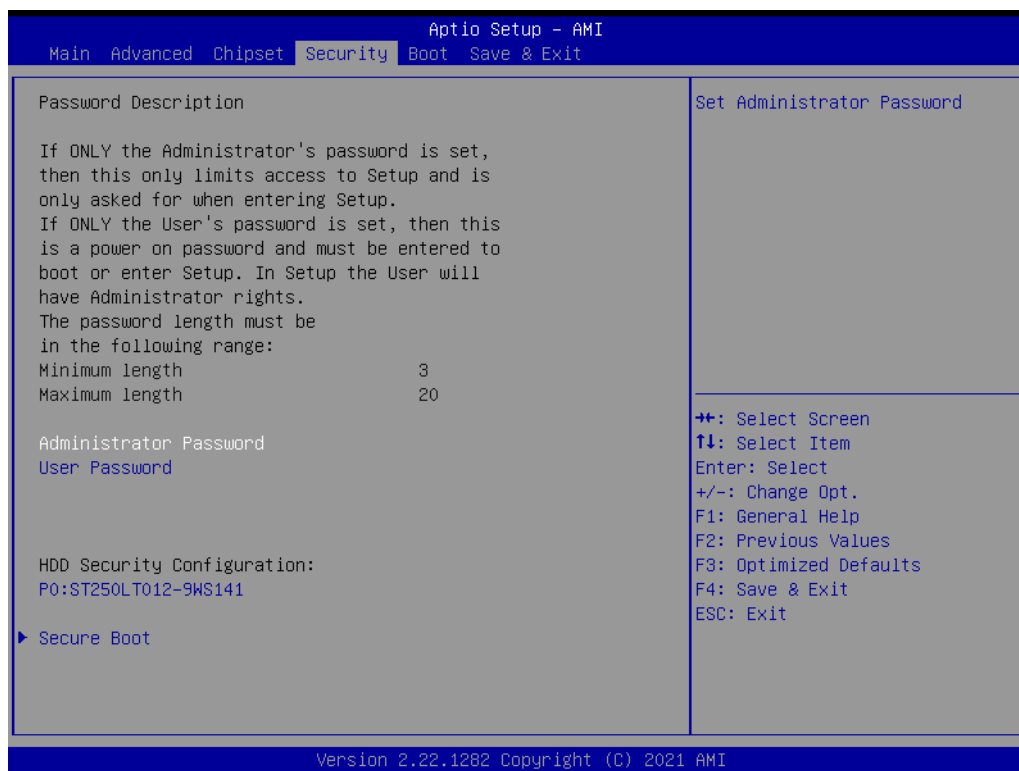 Aptio Setup – AMI
Main Advanced Chipset Security Boot Save & Exit
Password Description
If ONLY the Administrator's password is set,
then this only limits access to Setup and is
only asked for when entering Setup.
If ONLY the User's password is set, then this
is a power on password and must be entered to
boot or enter Setup. In Setup the User will
have Administrator rights.
The password length must be
in the following range:
Minimum length 3
Maximum length 20
Administrator Password
User Password
HDD Security Configuration:
P0:ST250LT012-9WS141
Secure Boot
Set Administrator Password
→←: Select Screen
↑↓: Select Item
Enter: Select
+/-: Change Opt.
F1: General Help
F2: Previous Values
F3: Optimized Defaults
F4: Save & Exit
ESC: Exit
Version 2.22.1282 Copyright (C) 2021 AMI